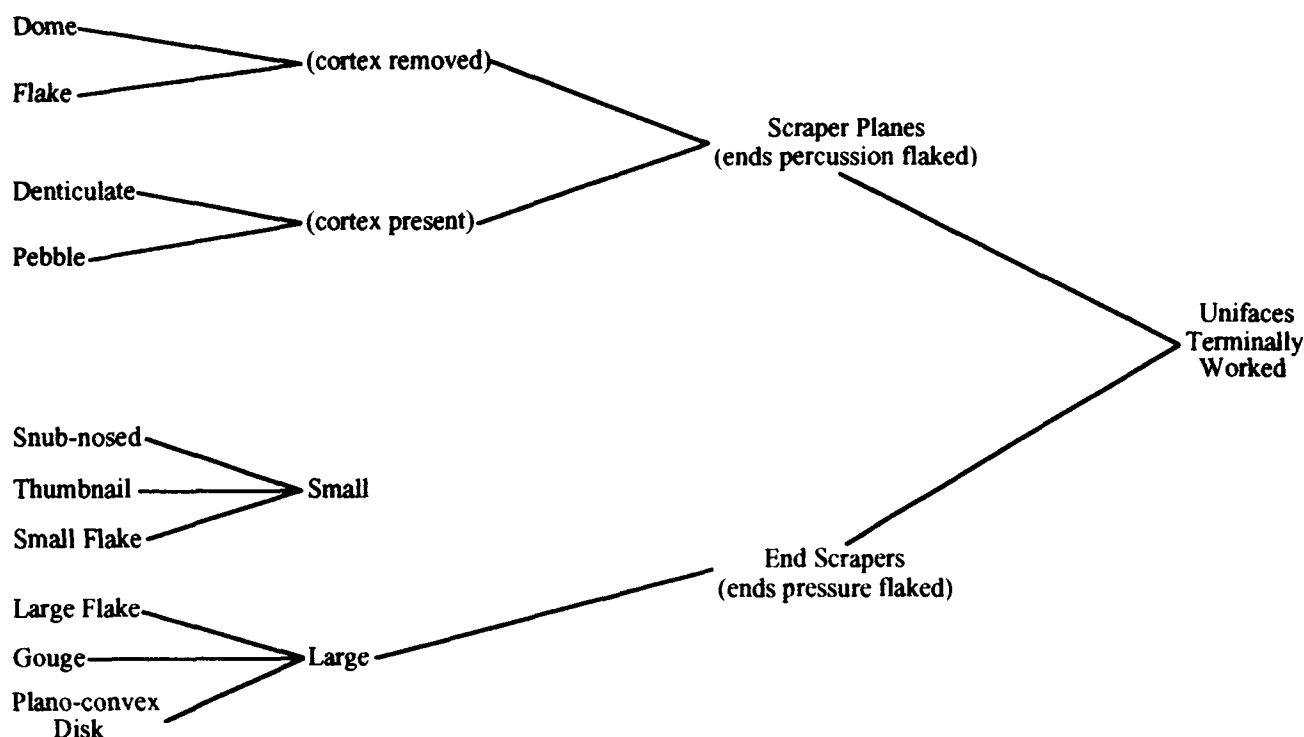 Dome
Flake
(cortex removed)
Denticulate
Pebble
(cortex present)
Scraper Planes
(ends percussion flaked)
Unifaces
Terminally
Worked
Snub-nosed
Thumbnail
Small Flake
Small
Large Flake
Gouge
Plano-convex
Disk
Large
End Scrapers
(ends pressure flaked)